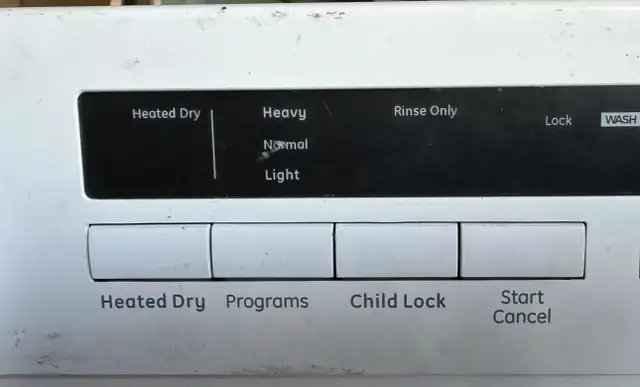 Heated Dry
Heavy
Rinse Only
Lock
WASH
Normal
Light
Heated Dry
Programs
Child Lock
Start
Cancel